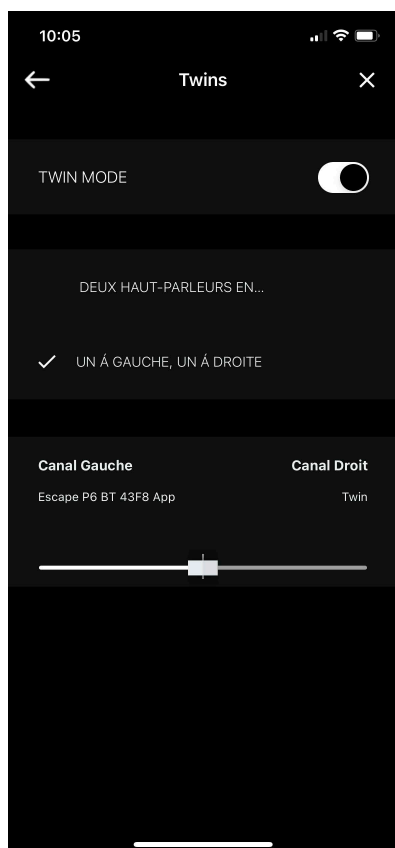 10:05
Twins
TWIN MODE
DEUX HAUT-PARLEURS EN...
UN Á GAUCHE, UN Á DROITE
Canal Gauche Canal Droit
Escape P6 BT 43F8 App Twin